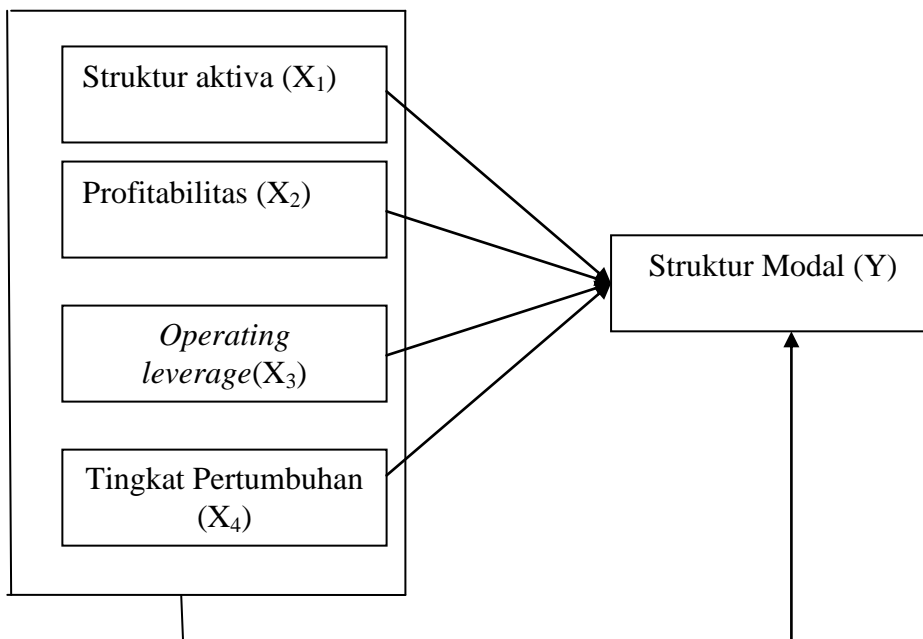 Struktur aktiva (X₁)
Profitabilitas (X₂)
Operating
leverage(X₃)
Tingkat Pertumbuhan
(X₄)
Struktur Modal (Y)